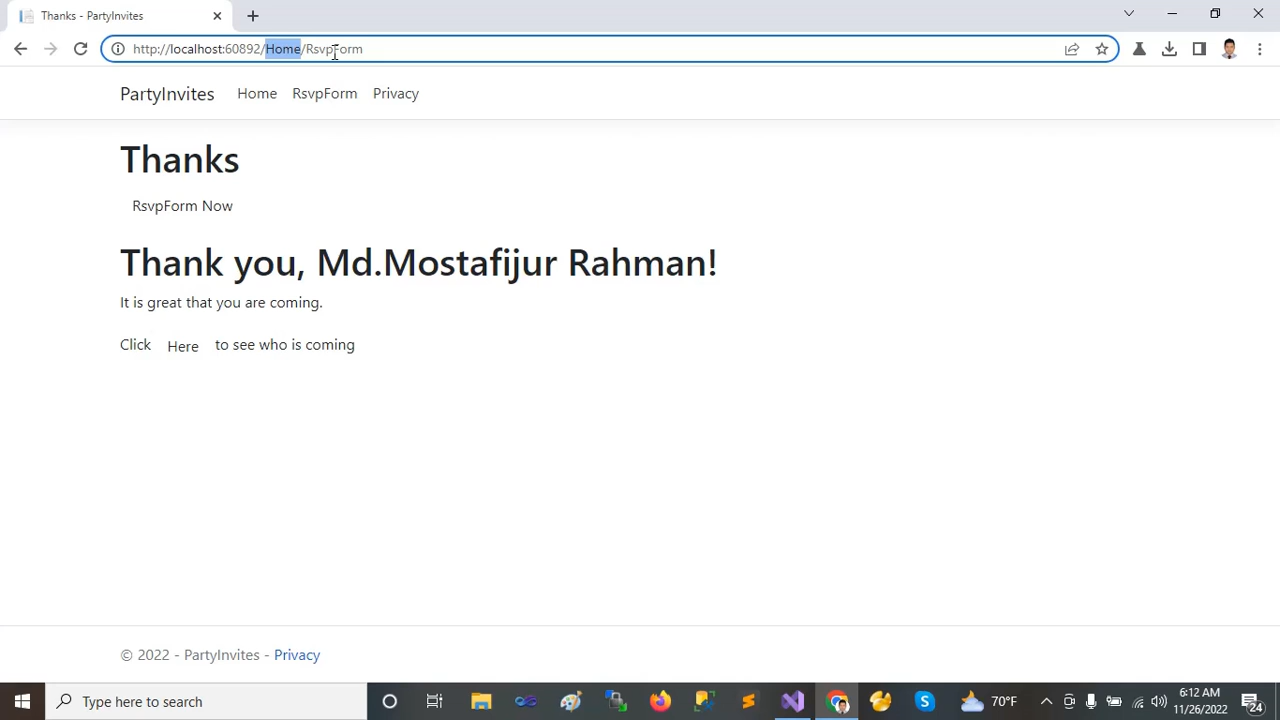 Thanks - PartyInvites
http://localhost:60892/Home/RsvpForm
PartyInvites Home RsvpForm Privacy
Thanks
RsvpForm Now
Thank you, Md.Mostafijur Rahman!
It is great that you are coming.
Click Here to see who is coming
© 2022 - PartyInvites - Privacy
Type here to search
70°F
6:12 AM
11/26/2022
24